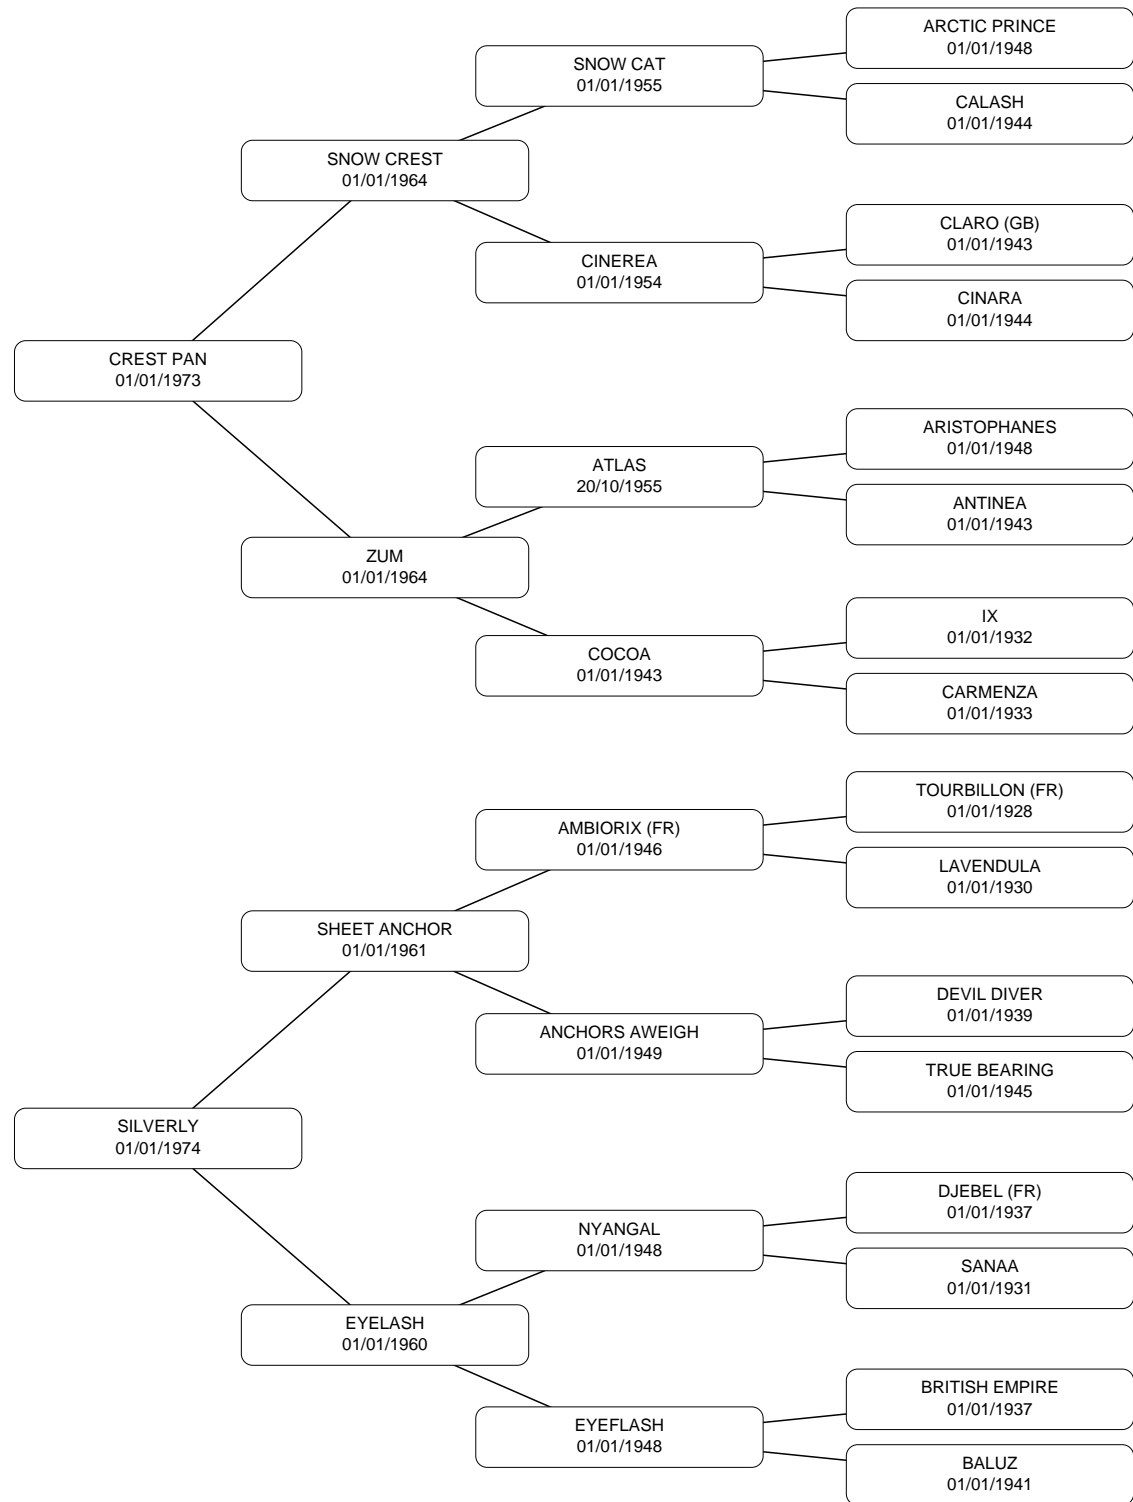 ARCTIC PRINCE
01/01/1948
SNOW CAT
01/01/1955
CALASH
01/01/1944
SNOW CREST
01/01/1964
CLARO (GB)
01/01/1943
CINEREA
01/01/1954
CINARA
01/01/1944
CREST PAN
01/01/1973
ARISTOPHANES
01/01/1948
ATLAS
20/10/1955
ANTINEA
01/01/1943
ZUM
01/01/1964
IX
01/01/1932
COCOA
01/01/1943
CARMENZA
01/01/1933
TOURBILLON (FR)
01/01/1928
AMBIORIX (FR)
01/01/1946
LAVENDULA
01/01/1930
SHEET ANCHOR
01/01/1961
DEVIL DIVER
01/01/1939
ANCHORS AWEIGH
01/01/1949
TRUE BEARING
01/01/1945
SILVERLY
01/01/1974
DJEBEL (FR)
01/01/1937
NYANGAL
01/01/1948
SANAA
01/01/1931
EYELASH
01/01/1960
BRITISH EMPIRE
01/01/1937
EYEFLASH
01/01/1948
BALUZ
01/01/1941